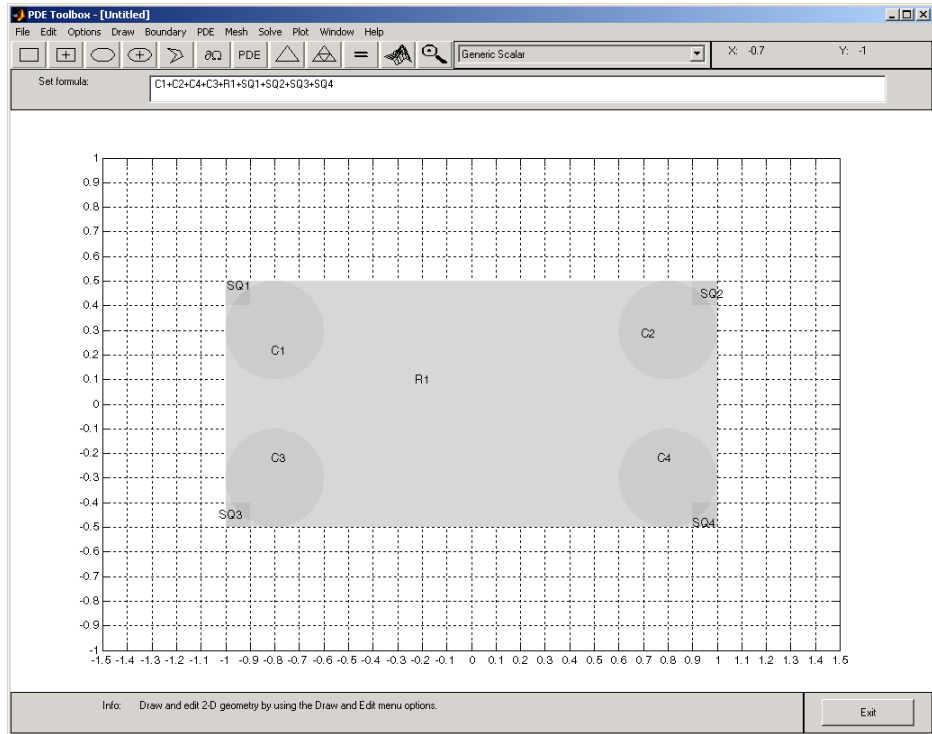 PDE Toolbox - [Untitled]
File Edit Options Draw Boundary PDE Mesh Solve Plot Window Help
∂Ω PDE = Generic Scalar X: -0.7 Y: -1
Set formula: C1+C2+C4+C3+R1+SQ1+SQ2+SQ3+SQ4
1
0.9
0.8
0.7
0.6
0.5
0.4
0.3
0.2
0.1
0
-0.1
-0.2
-0.3
-0.4
-0.5
-0.6
-0.7
-0.8
-0.9
-1
SQ1
SQ2
C1
C2
R1
C3
C4
SQ3
SQ4
-1.5 -1.4 -1.3 -1.2 -1.1 -1 -0.9 -0.8 -0.7 -0.6 -0.5 -0.4 -0.3 -0.2 -0.1 0 0.1 0.2 0.3 0.4 0.5 0.6 0.7 0.8 0.9 1 1.1 1.2 1.3 1.4 1.5
Info: Draw and edit 2-D geometry by using the Draw and Edit menu options.
Exit